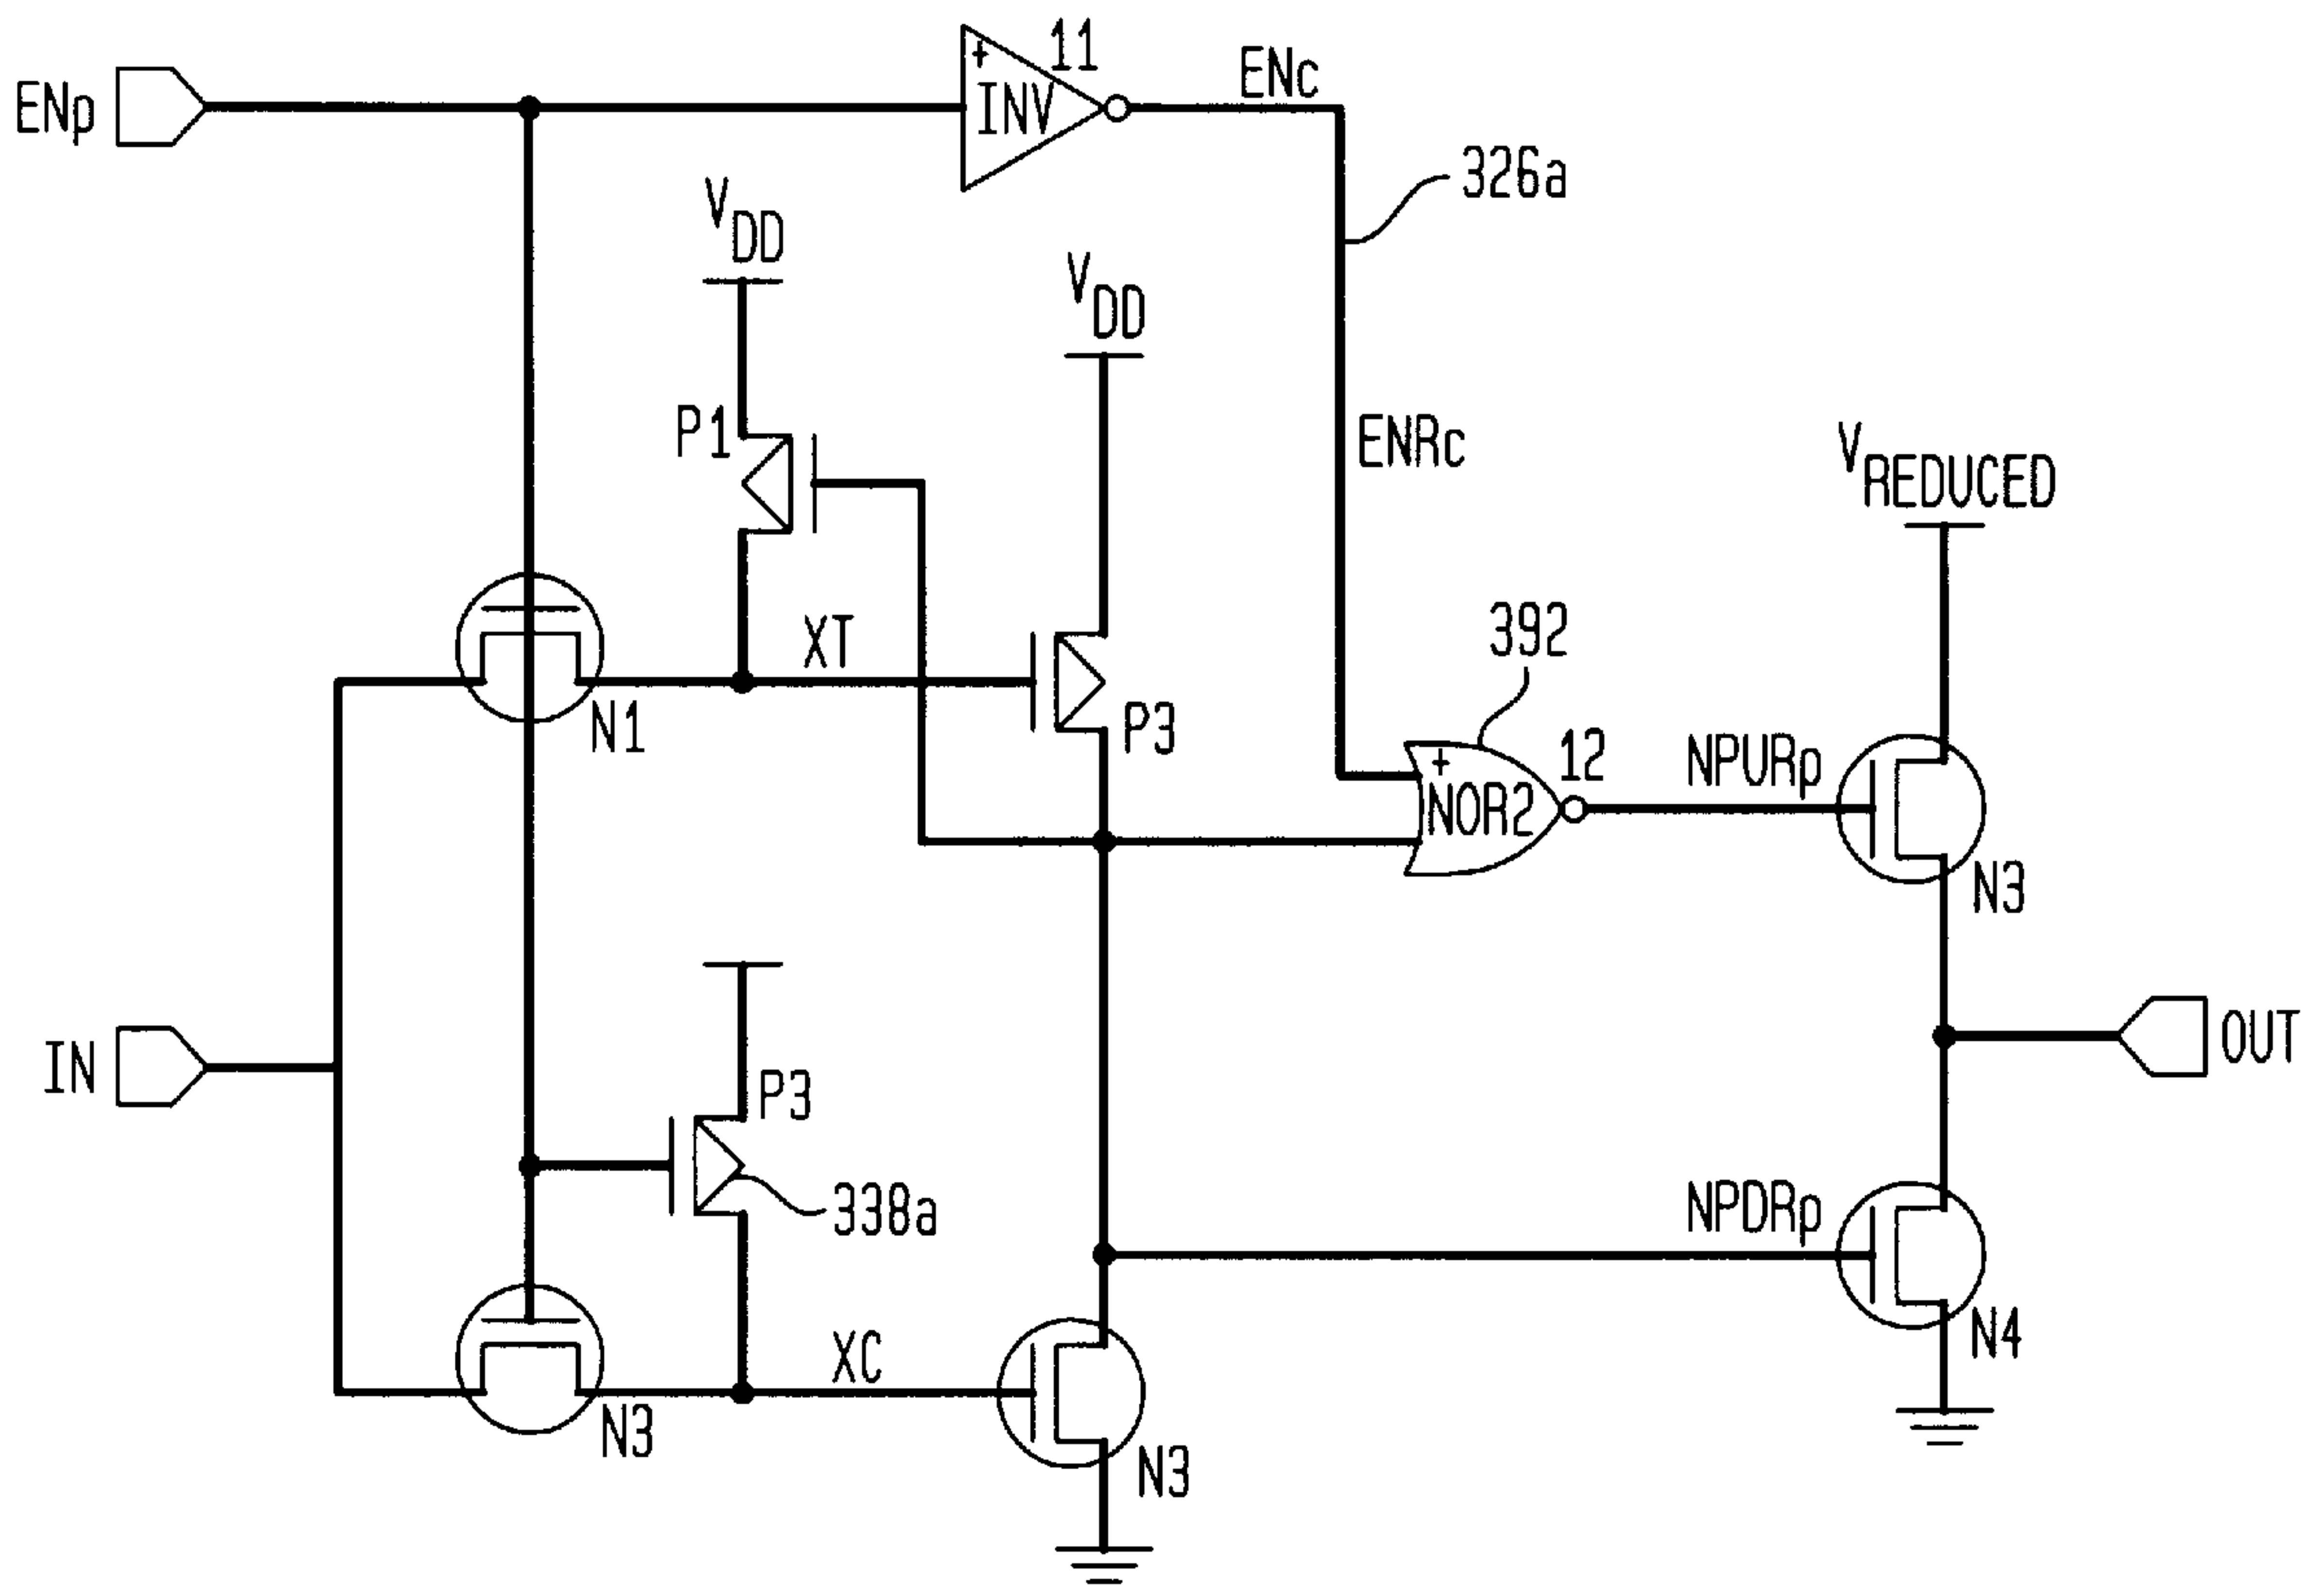 11
ENc
ENp
+
INV
326a
VDD
VDD
P1
ENRc
VREDUCED
XT
392
N1
P3
12
NPURp
+
NOR2
N3
IN
P3
OUT
338a
NPDRp
XC
N4
N3
N3